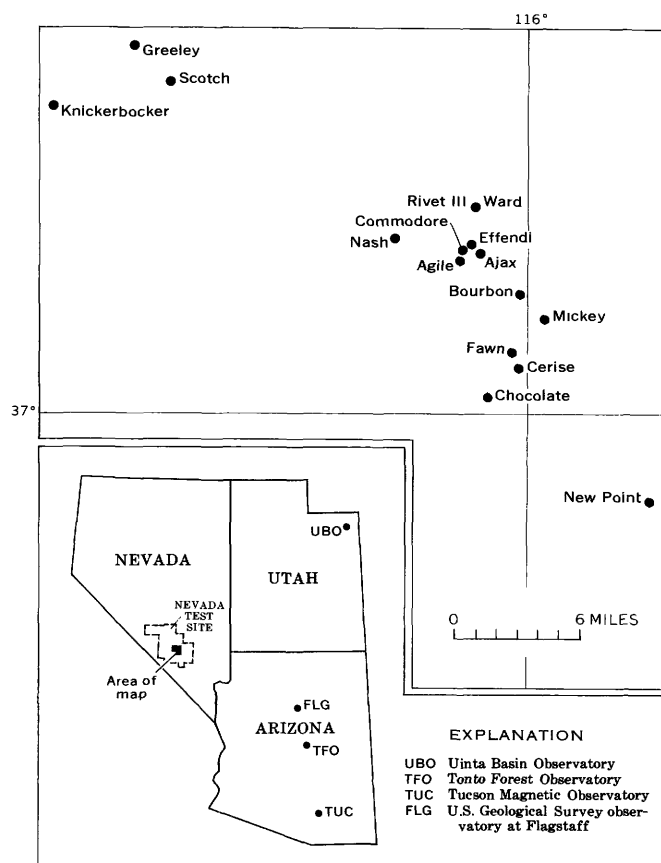 116°
Greeley
Scotch
Knickerbocker
Rivet III
Ward
Commodore
Effendi
Nash
Agile
Ajax
Bourbon
Mickey
Fawn
Cerise
Chocolate
37°
New Point
0 6 MILES
UBO
NEVADA
UTAH
NEVADA
TEST
SITE
Area of
map
FLG
ARIZONA
TFO
TUC
EXPLANATION
UBO Uinta Basin Observatory
TFO Tonto Forest Observatory
TUC Tucson Magnetic Observatory
FLG U.S. Geological Survey obser-
vatory at Flagstaff